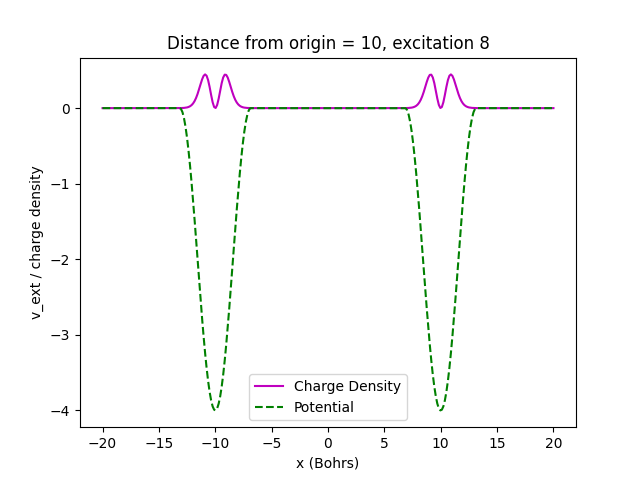 Distance from origin = 10, excitation 8
v_ext / charge density
0
−1
−2
−3
−4
Charge Density
Potential
−20
−15
−10
−5
0
5
10
15
20
x (Bohrs)